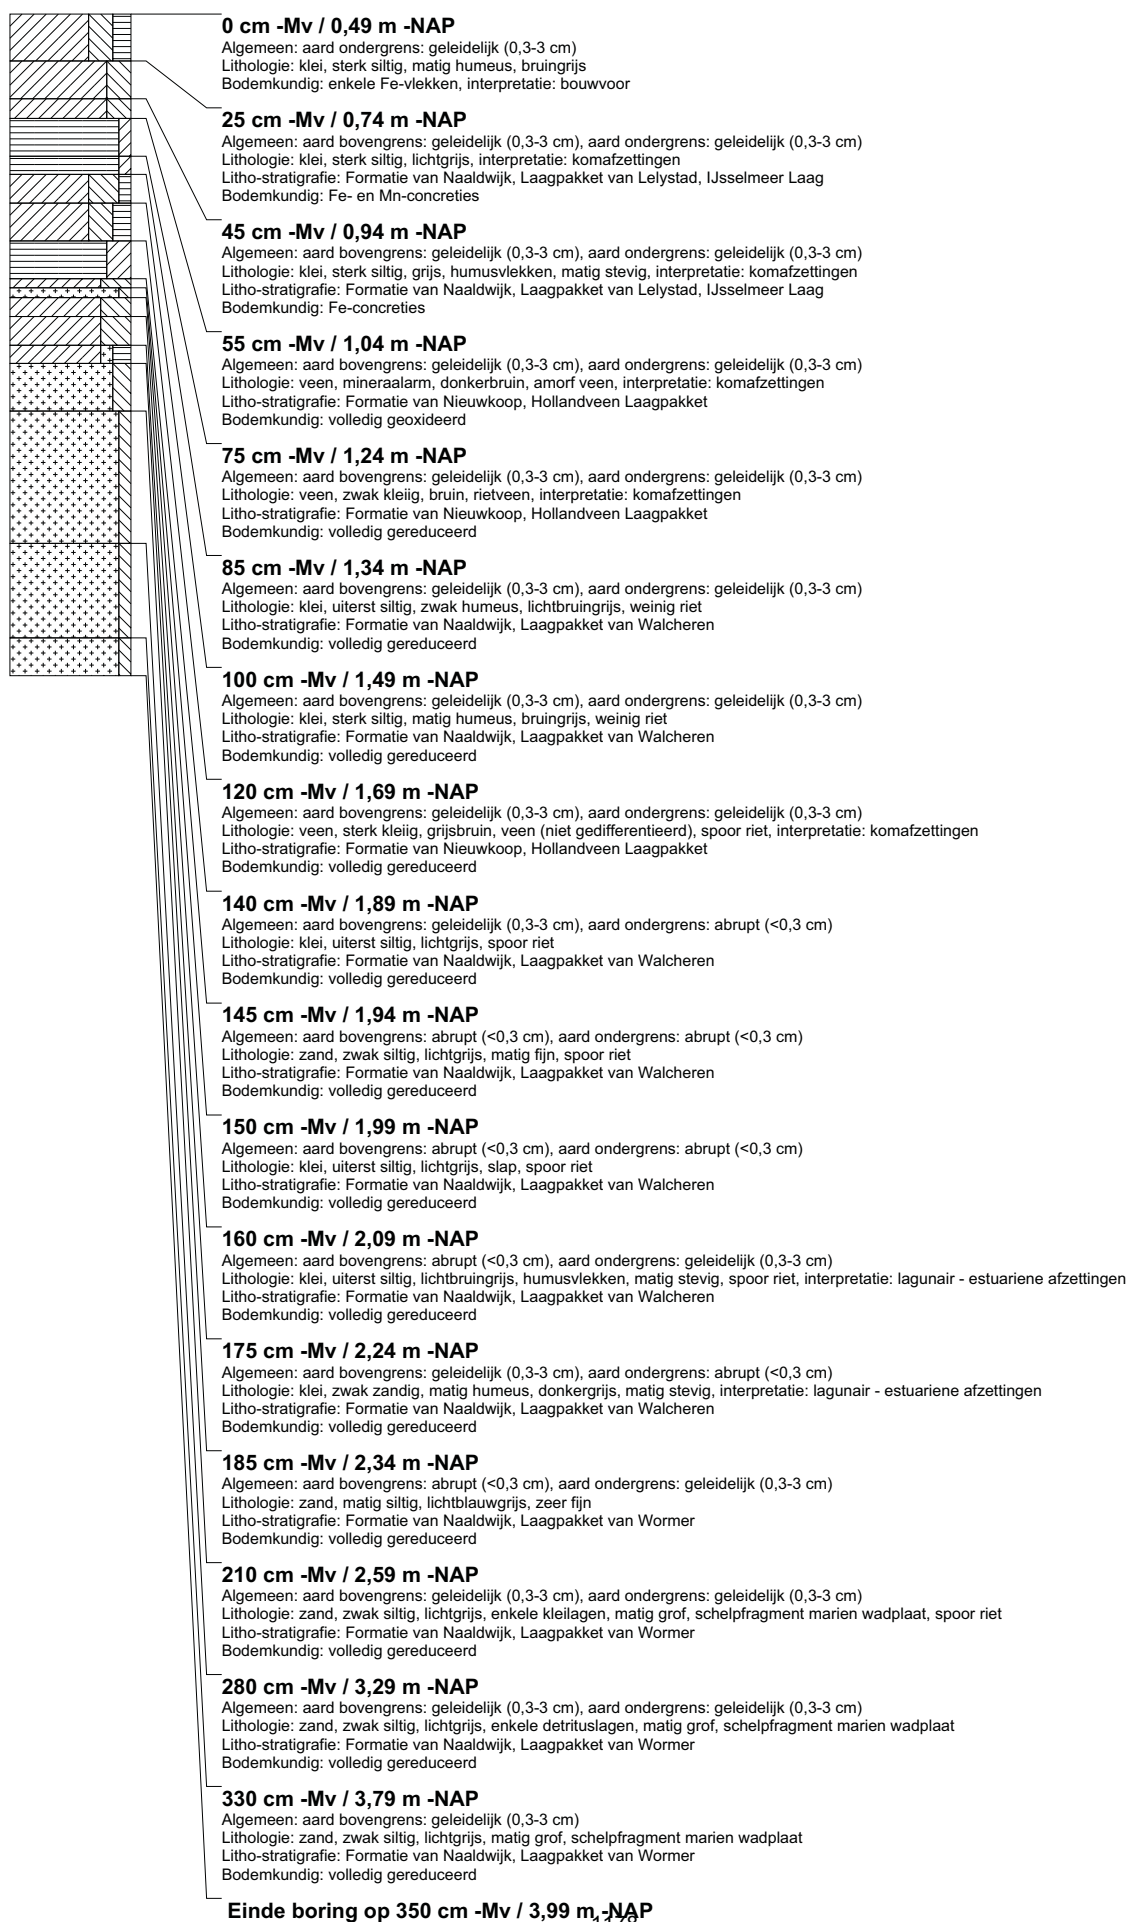 0 cm -Mv / 0,49 m -NAP
Algemeen: aard ondergrens: geleidelijk (0,3-3 cm)
Lithologie: klei, sterk siltig, matig humeus, bruingrijs
Bodemkundig: enkele Fe-vlekken, interpretatie: bouwvoor
25 cm -Mv / 0,74 m -NAP
Algemeen: aard bovengrens: geleidelijk (0,3-3 cm), aard ondergrens: geleidelijk (0,3-3 cm)
Lithologie: klei, sterk siltig, lichtgrijs, interpretatie: komafzettingen
Litho-stratigrafie: Formatie van Naaldwijk, Laagpakket van Lelystad, IJsselmeer Laag
Bodemkundig: Fe- en Mn-concreties
45 cm -Mv / 0,94 m -NAP
Algemeen: aard bovengrens: geleidelijk (0,3-3 cm), aard ondergrens: geleidelijk (0,3-3 cm)
Lithologie: klei, sterk siltig, grijs, humusvlekken, matig stevig, interpretatie: komafzettingen
Litho-stratigrafie: Formatie van Naaldwijk, Laagpakket van Lelystad, IJsselmeer Laag
Bodemkundig: Fe-concreties
55 cm -Mv / 1,04 m -NAP
Algemeen: aard bovengrens: geleidelijk (0,3-3 cm), aard ondergrens: geleidelijk (0,3-3 cm)
Lithologie: veen, mineraalarm, donkerbruin, amorf veen, interpretatie: komafzettingen
Litho-stratigrafie: Formatie van Nieuwkoop, Hollandveen Laagpakket
Bodemkundig: volledig geoxideerd
75 cm -Mv / 1,24 m -NAP
Algemeen: aard bovengrens: geleidelijk (0,3-3 cm), aard ondergrens: geleidelijk (0,3-3 cm)
Lithologie: veen, zwak kleiig, bruin, rietveen, interpretatie: komafzettingen
Litho-stratigrafie: Formatie van Nieuwkoop, Hollandveen Laagpakket
Bodemkundig: volledig gereduceerd
85 cm -Mv / 1,34 m -NAP
Algemeen: aard bovengrens: geleidelijk (0,3-3 cm), aard ondergrens: geleidelijk (0,3-3 cm)
Lithologie: klei, uiterst siltig, zwak humeus, lichtbruingrijs, weinig riet
Litho-stratigrafie: Formatie van Naaldwijk, Laagpakket van Walcheren
Bodemkundig: volledig gereduceerd
100 cm -Mv / 1,49 m -NAP
Algemeen: aard bovengrens: geleidelijk (0,3-3 cm), aard ondergrens: geleidelijk (0,3-3 cm)
Lithologie: klei, sterk siltig, matig humeus, bruingrijs, weinig riet
Litho-stratigrafie: Formatie van Naaldwijk, Laagpakket van Walcheren
Bodemkundig: volledig gereduceerd
120 cm -Mv / 1,69 m -NAP
Algemeen: aard bovengrens: geleidelijk (0,3-3 cm), aard ondergrens: geleidelijk (0,3-3 cm)
Lithologie: veen, sterk kleiig, grijsbruin, veen (niet gedifferentieerd), spoor riet, interpretatie: komafzettingen
Litho-stratigrafie: Formatie van Nieuwkoop, Hollandveen Laagpakket
Bodemkundig: volledig gereduceerd
140 cm -Mv / 1,89 m -NAP
Algemeen: aard bovengrens: geleidelijk (0,3-3 cm), aard ondergrens: abrupt (<0,3 cm)
Lithologie: klei, uiterst siltig, lichtgrijs, spoor riet
Litho-stratigrafie: Formatie van Naaldwijk, Laagpakket van Walcheren
Bodemkundig: volledig gereduceerd
145 cm -Mv / 1,94 m -NAP
Algemeen: aard bovengrens: abrupt (<0,3 cm), aard ondergrens: abrupt (<0,3 cm)
Lithologie: zand, zwak siltig, lichtgrijs, matig fijn, spoor riet
Litho-stratigrafie: Formatie van Naaldwijk, Laagpakket van Walcheren
Bodemkundig: volledig gereduceerd
150 cm -Mv / 1,99 m -NAP
Algemeen: aard bovengrens: abrupt (<0,3 cm), aard ondergrens: abrupt (<0,3 cm)
Lithologie: klei, uiterst siltig, lichtgrijs, slap, spoor riet
Litho-stratigrafie: Formatie van Naaldwijk, Laagpakket van Walcheren
Bodemkundig: volledig gereduceerd
160 cm -Mv / 2,09 m -NAP
Algemeen: aard bovengrens: abrupt (<0,3 cm), aard ondergrens: geleidelijk (0,3-3 cm)
Lithologie: klei, uiterst siltig, lichtbruingrijs, humusvlekken, matig stevig, spoor riet, interpretatie: lagunair - estuariene afzettingen
Litho-stratigrafie: Formatie van Naaldwijk, Laagpakket van Walcheren
Bodemkundig: volledig gereduceerd
175 cm -Mv / 2,24 m -NAP
Algemeen: aard bovengrens: geleidelijk (0,3-3 cm), aard ondergrens: abrupt (<0,3 cm)
Lithologie: klei, zwak zandig, matig humeus, donkergrijs, matig stevig, interpretatie: lagunair - estuariene afzettingen
Litho-stratigrafie: Formatie van Naaldwijk, Laagpakket van Walcheren
Bodemkundig: volledig gereduceerd
185 cm -Mv / 2,34 m -NAP
Algemeen: aard bovengrens: abrupt (<0,3 cm), aard ondergrens: geleidelijk (0,3-3 cm)
Lithologie: zand, matig siltig, lichtblauwgrijs, zeer fijn
Litho-stratigrafie: Formatie van Naaldwijk, Laagpakket van Wormer
Bodemkundig: volledig gereduceerd
210 cm -Mv / 2,59 m -NAP
Algemeen: aard bovengrens: geleidelijk (0,3-3 cm), aard ondergrens: geleidelijk (0,3-3 cm)
Lithologie: zand, zwak siltig, lichtgrijs, enkele kleilagen, matig grof, schelpfragment marien wadplaat, spoor riet
Litho-stratigrafie: Formatie van Naaldwijk, Laagpakket van Wormer
Bodemkundig: volledig gereduceerd
280 cm -Mv / 3,29 m -NAP
Algemeen: aard bovengrens: geleidelijk (0,3-3 cm), aard ondergrens: geleidelijk (0,3-3 cm)
Lithologie: zand, zwak siltig, lichtgrijs, enkele detrituslagen, matig grof, schelpfragment marien wadplaat
Litho-stratigrafie: Formatie van Naaldwijk, Laagpakket van Wormer
Bodemkundig: volledig gereduceerd
330 cm -Mv / 3,79 m -NAP
Algemeen: aard bovengrens: geleidelijk (0,3-3 cm)
Lithologie: zand, zwak siltig, lichtgrijs, matig grof, schelpfragment marien wadplaat
Litho-stratigrafie: Formatie van Naaldwijk, Laagpakket van Wormer
Bodemkundig: volledig gereduceerd
Einde boring op 350 cm -Mv / 3,99 m -NAP